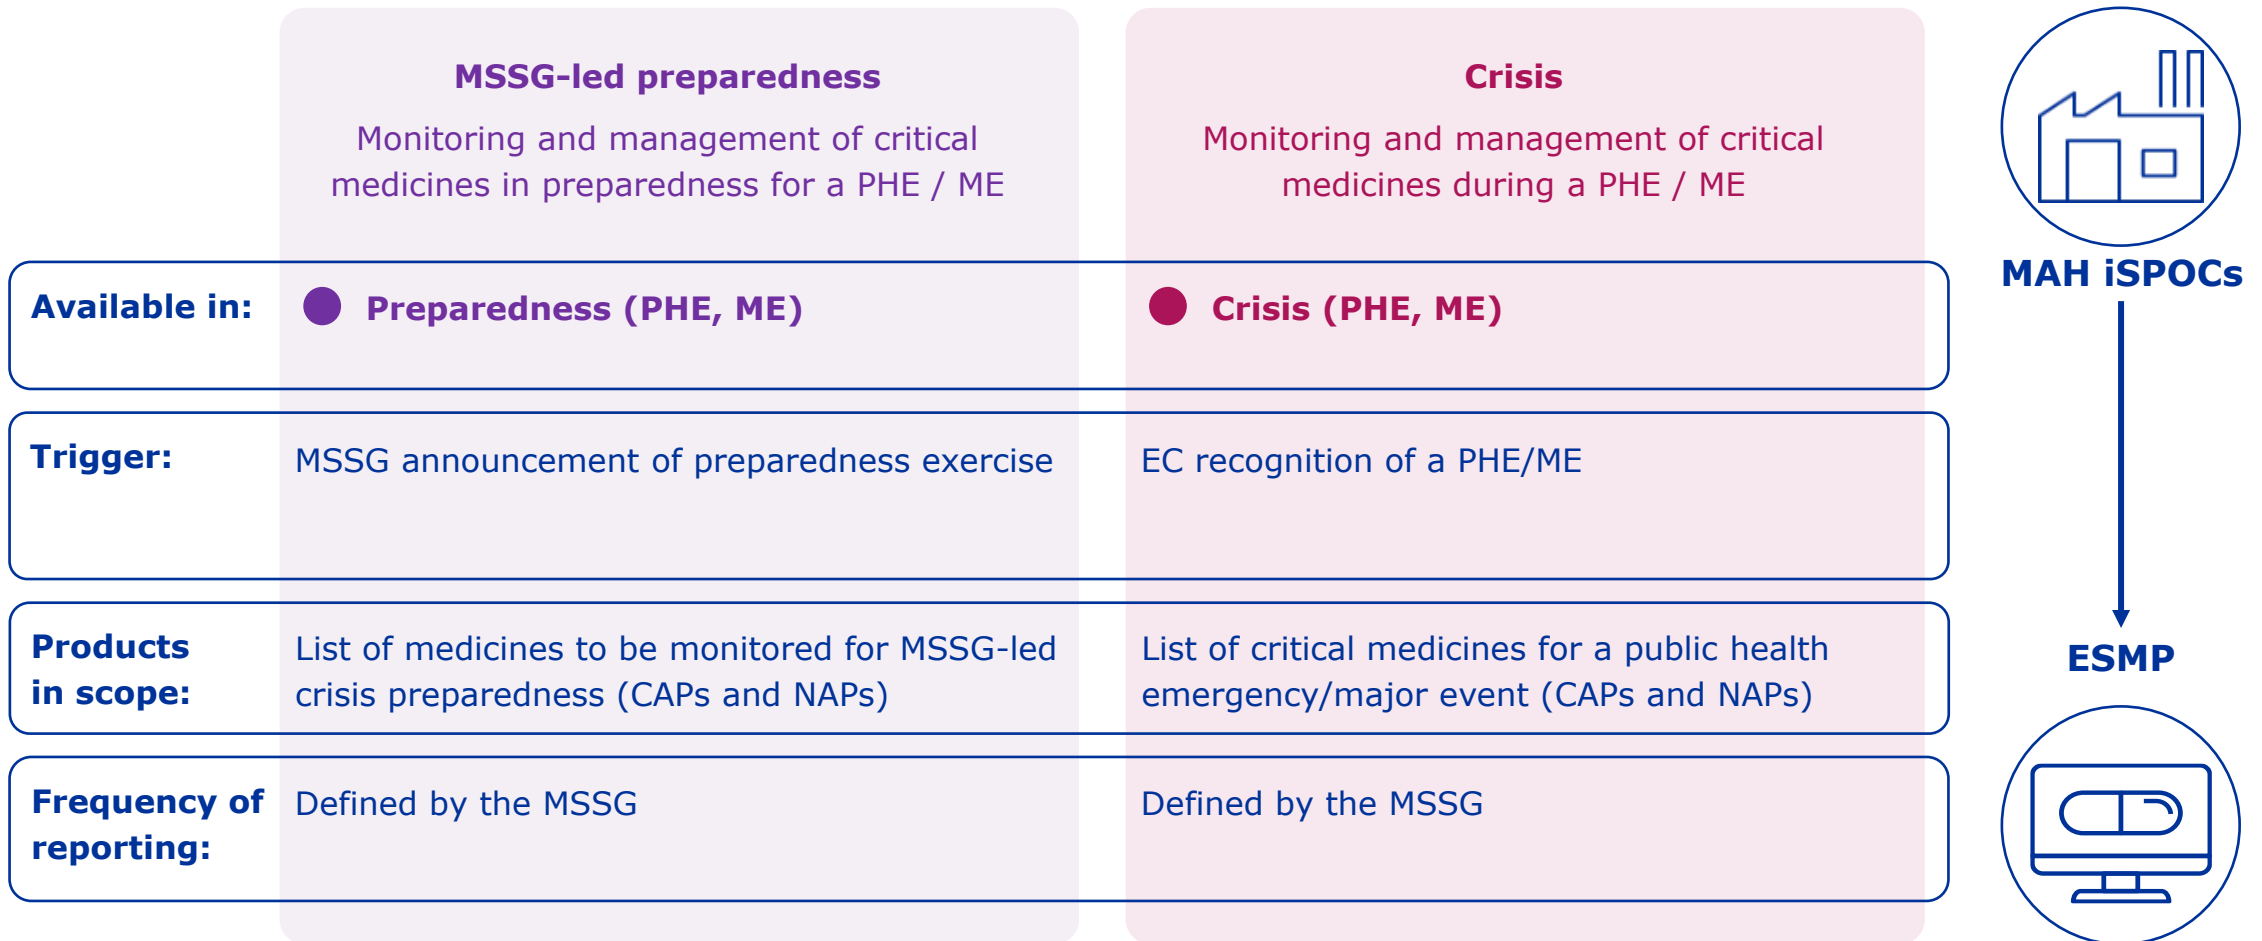 MSSG-led preparedness
Monitoring and management of critical
medicines in preparedness for a PHE / ME
Crisis
Monitoring and management of critical
medicines during a PHE / ME
MAH iSPOCs
Available in:
Preparedness (PHE, ME)
Crisis (PHE, ME)
Trigger:
MSSG announcement of preparedness exercise
EC recognition of a PHE/ME
Products
in scope:
List of medicines to be monitored for MSSG-led
crisis preparedness (CAPs and NAPs)
List of critical medicines for a public health
emergency/major event (CAPs and NAPs)
ESMP
Frequency of
reporting:
Defined by the MSSG
Defined by the MSSG